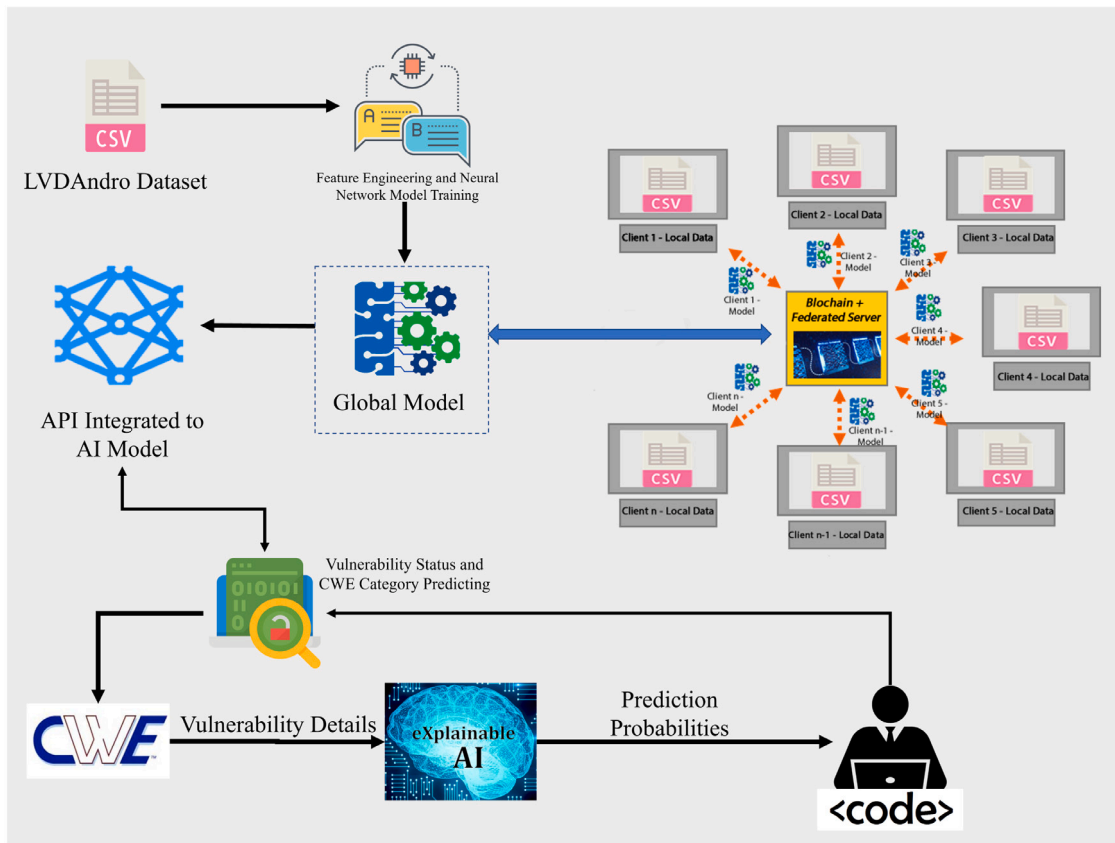 CSV
LVDAndro Dataset
A
B
Feature Engineering and Neural
Network Model Training
Global Model
API Integrated to
AI Model
CSV
Client 1 - Local Data
CSV
Client 2 - Local Data
CSV
Client 3 - Local Data
Client 1 -
Model
Client 2 -
Model
Client 3 -
Model
Blochain +
Federated Server
Client 4 -
Model
CSV
Client 4 - Local Data
Client n -
Model
Client n-1 -
Model
Client 5 -
Model
CSV
Client n - Local Data
CSV
Client n-1 - Local Data
CSV
Client 5 - Local Data
010101
Vulnerability Status and
CWE Category Predicting
CWE
TM
Vulnerability Details
eXplainable
AI
Prediction
Probabilities
<code>